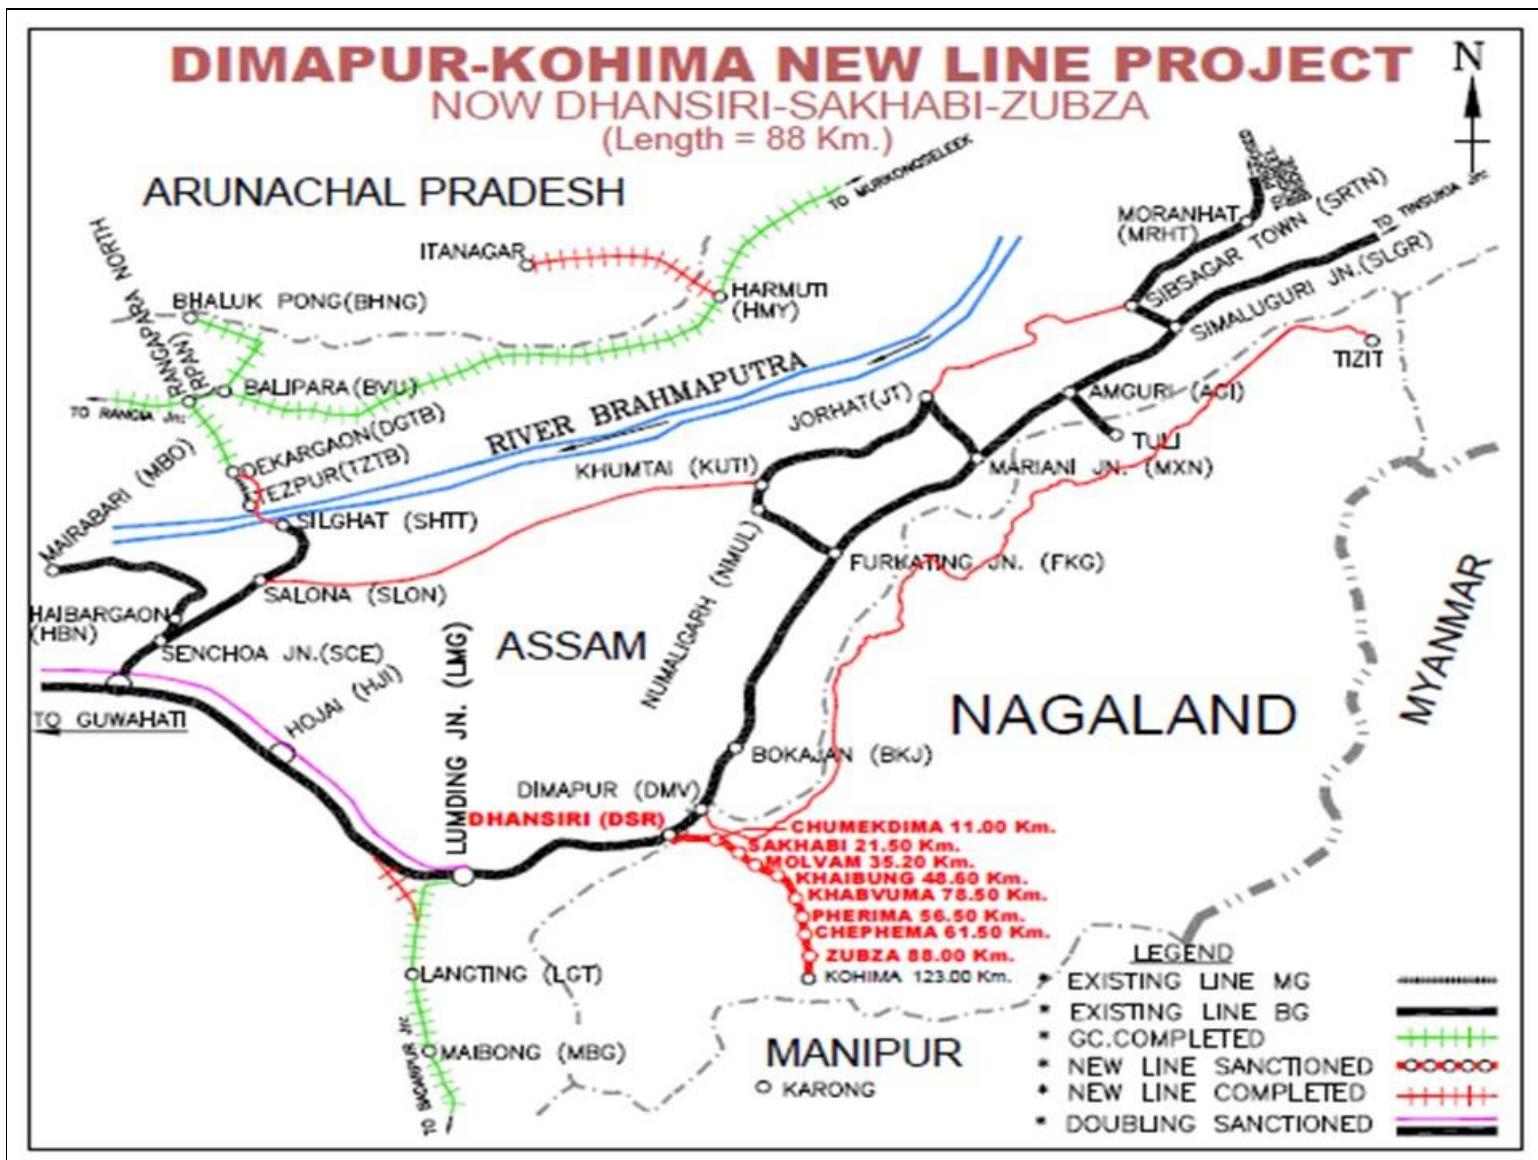 DIMAPUR-KOHIMA NEW LINE PROJECT
NOW DHANSIRI-SAKHABI-ZUBZA
(Length = 88 Km.)
N
ARUNACHAL PRADESH
TO MURKONGSELEEK
MORANHAT
(MRHT)
SIBSAGAR TOWN (SRTN)
TO TINSUKIA Jn:
SIMALUGURI JN.(SLGR)
ITANAGAR
HARMUTI
(HMY)
BHALUK PONG(BHNG)
RANGAPARA NORTH
(RPAN)
BALIPARA(BVU)
TO RANGIA Jn:
RIVER BRAHMAPUTRA
TIZIT
AMGURI (AGI)
TULI
JORHAT(JT)
MARIANI JN. (MXN)
DEKARGAON(DGTB)
TEZPUR(TZTB)
KHUMTAI (KUTI)
MAIRABARI (MBO)
SILGHAT (SHTT)
SALONA (SLON)
HAIBARGAON
(HBN)
SENCHOA JN.(SCE)
NUMALIGARH (NMUL)
FURKATING JN. (FKG)
ASSAM
NAGALAND
MYANMAR
LUMDING JN. (LMG)
HOJAI (HJI)
TO GUWAHATI
BOKAJAN (BKJ)
DIMAPUR (DMV)
DHANSIRI (DSR)
CHUMEKDIMA 11.00 Km.
SAKHABI 21.50 Km.
MOLVAM 35.20 Km.
KHAIBUNG 48.60 Km.
KHABVUMA 78.50 Km.
PHERIMA 56.50 Km.
CHEPHEMA 61.50 Km.
ZUBZA 88.00 Km.
KOHIMA 123.00 Km.
LANGTING (LGT)
MAIBONG (MBG)
MANIPUR
KARONG
LEGEND
* EXISTING LINE MG
* EXISTING LINE BG
* GC.COMPLETED
* NEW LINE SANCTIONED
* NEW LINE COMPLETED
* DOUBLING SANCTIONED